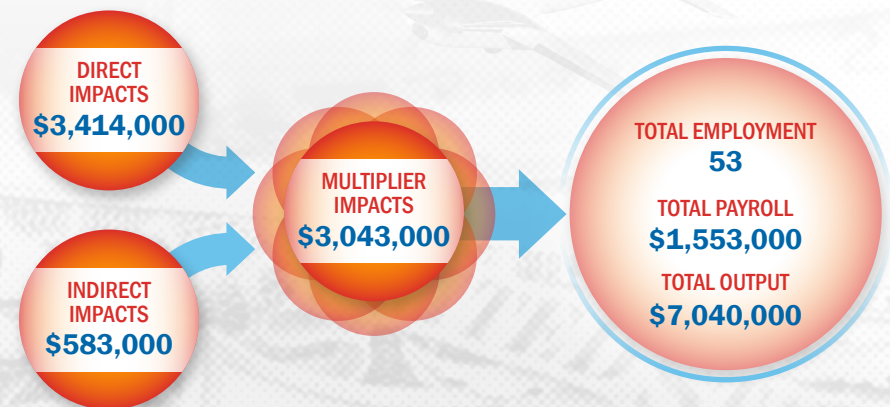 DIRECT
IMPACTS
$3,414,000
INDIRECT
IMPACTS
$583,000
MULTIPLIER
IMPACTS
$3,043,000
TOTAL EMPLOYMENT
53
TOTAL PAYROLL
$1,553,000
TOTAL OUTPUT
$7,040,000